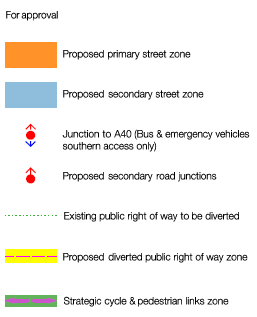 For approval
Proposed primary street zone
Proposed secondary street zone
Junction to A40 (Bus & emergency vehicles
southern access only)
Proposed secondary road junctions
Existing public right of way to be diverted
Proposed diverted public right of way zone
Strategic cycle & pedestrian links zone